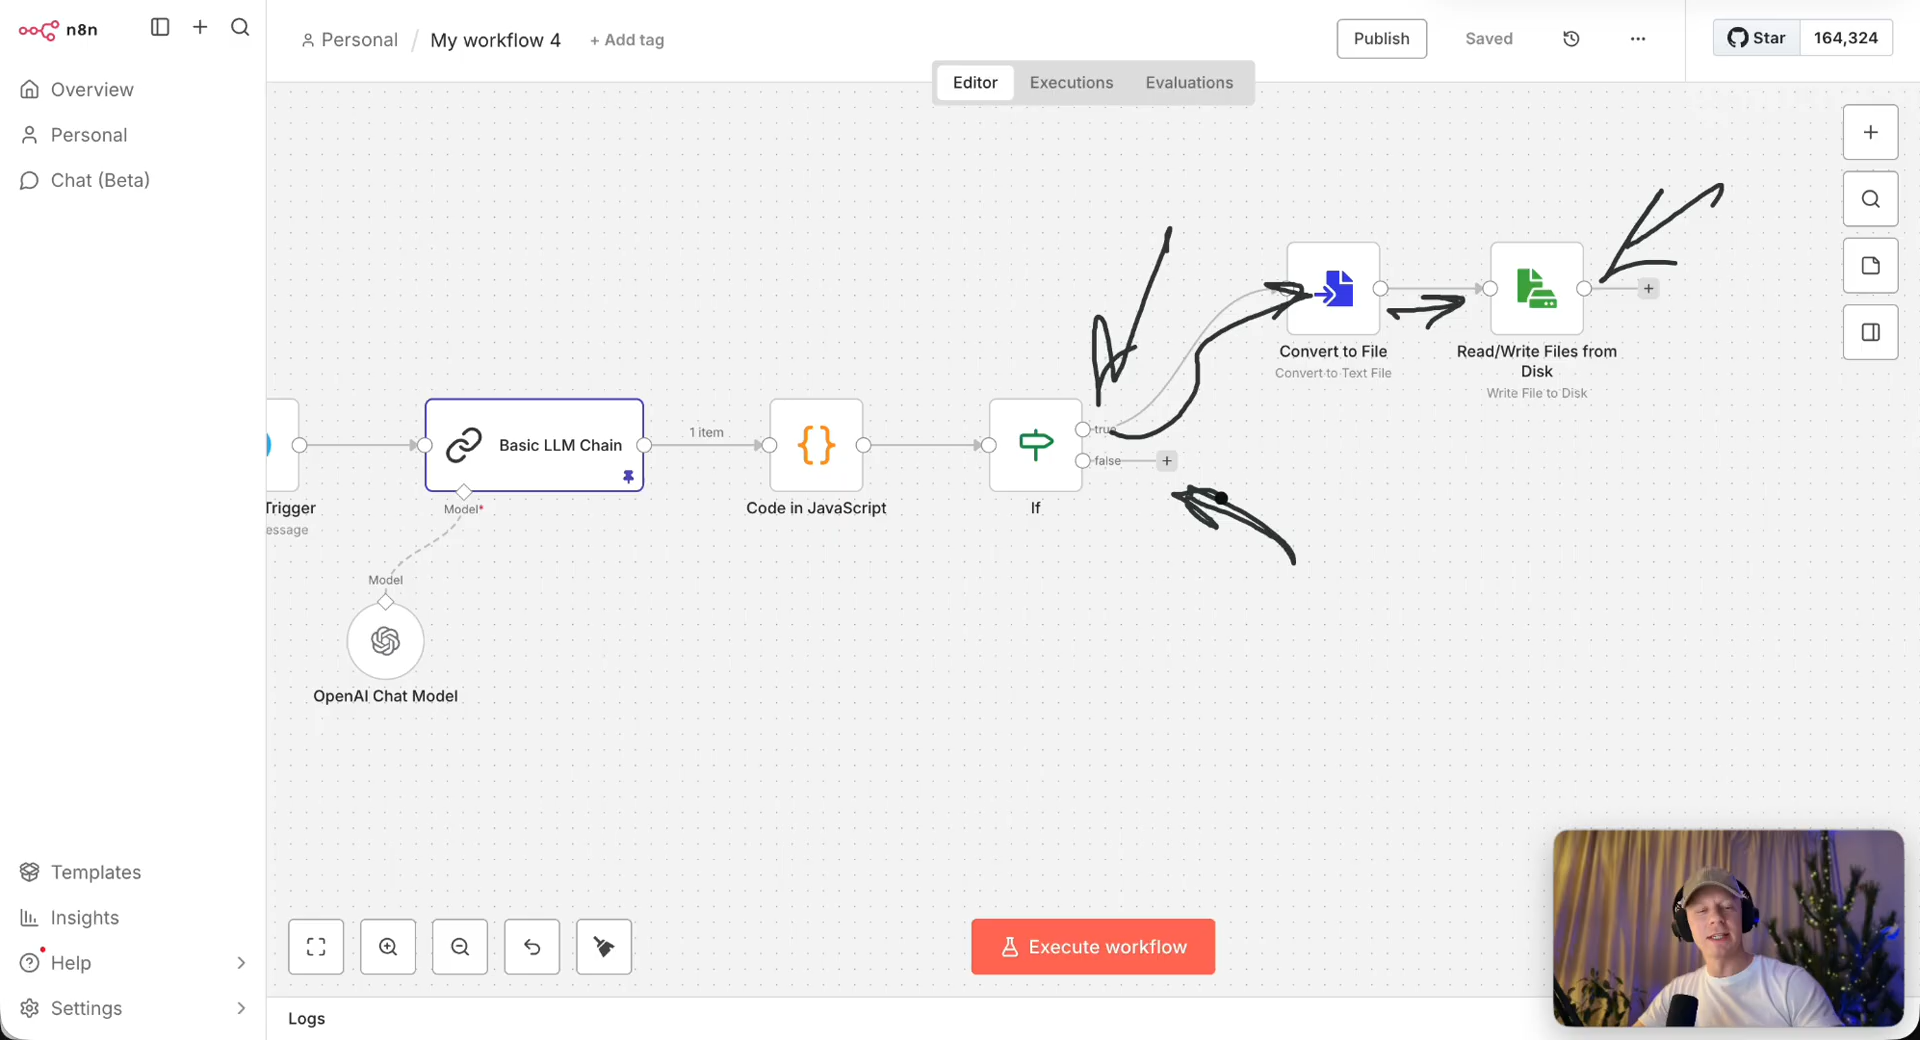 n8n
Personal / My workflow 4 + Add tag
Publish Saved ... Star 164,324
Editor Executions Evaluations
Overview
Personal
Chat (Beta)
Convert to File
Convert to Text File
Read/Write Files from
Disk
Write File to Disk
true
false
1 item
Basic LLM Chain
Trigger
essage
Model*
Code in JavaScript
If
Model
OpenAI Chat Model
Templates
Insights
Help
Settings
Execute workflow
Logs